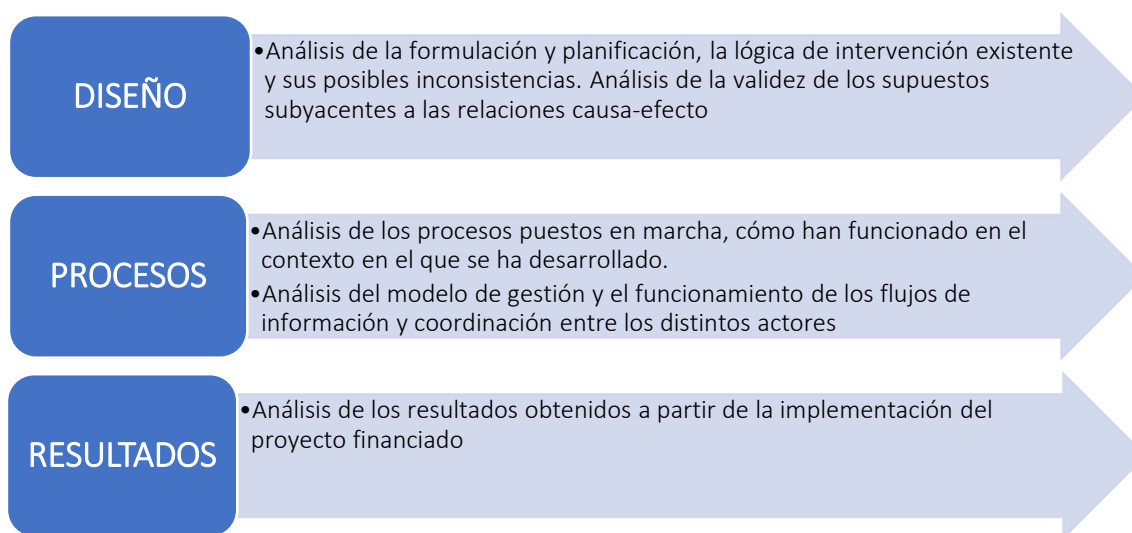 DISEÑO
•Análisis de la formulación y planificación, la lógica de intervención existente
y sus posibles inconsistencias. Análisis de la validez de los supuestos
subyacentes a las relaciones causa-efecto
PROCESOS
•Análisis de los procesos puestos en marcha, cómo han funcionado en el
contexto en el que se ha desarrollado.
•Análisis del modelo de gestión y el funcionamiento de los flujos de
información y coordinación entre los distintos actores
RESULTADOS
•Análisis de los resultados obtenidos a partir de la implementación del
proyecto financiado